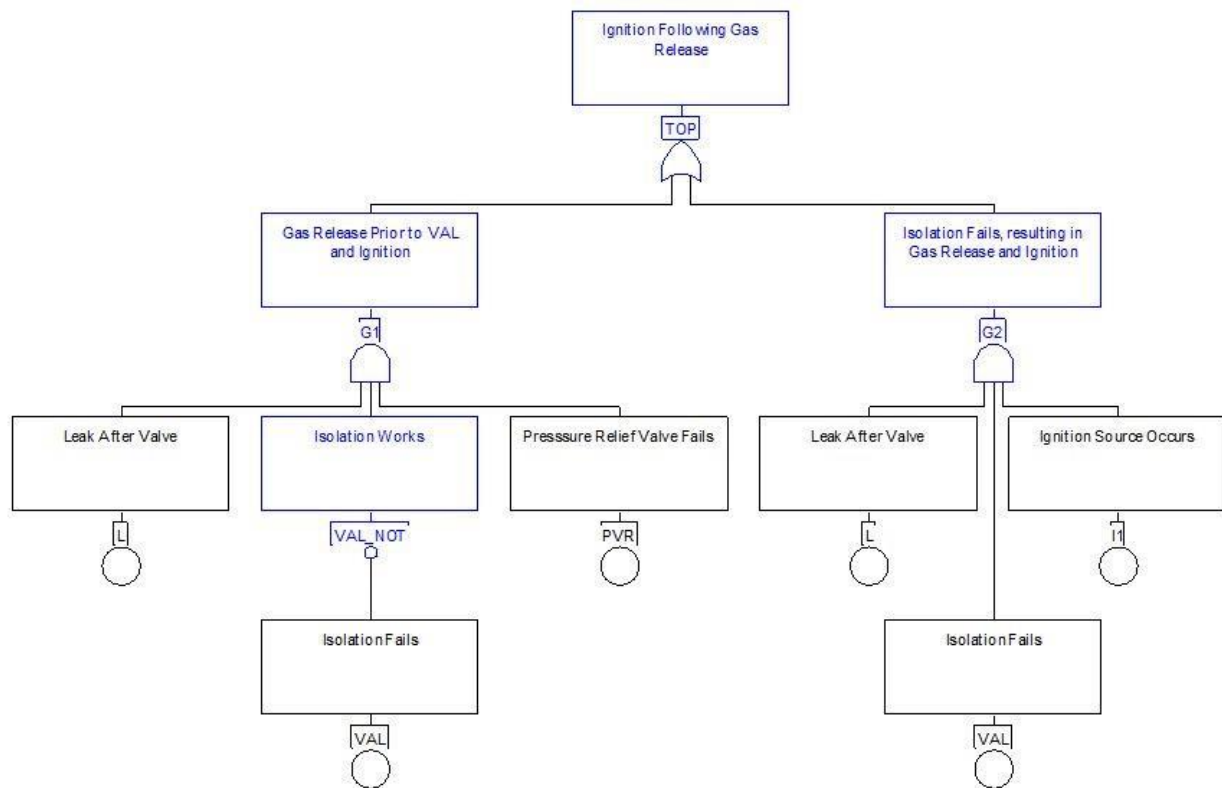 Ignition Following Gas
Release
TOP
Gas Release Prior to VAL
and Ignition
Isolation Fails, resulting in
Gas Release and Ignition
G1
G2
Leak After Valve
Isolation Works
Presssure Relief Valve Fails
Leak After Valve
Ignition Source Occurs
L
VAL_NOT
PVR
L
I1
Isolation Fails
Isolation Fails
VAL
VAL